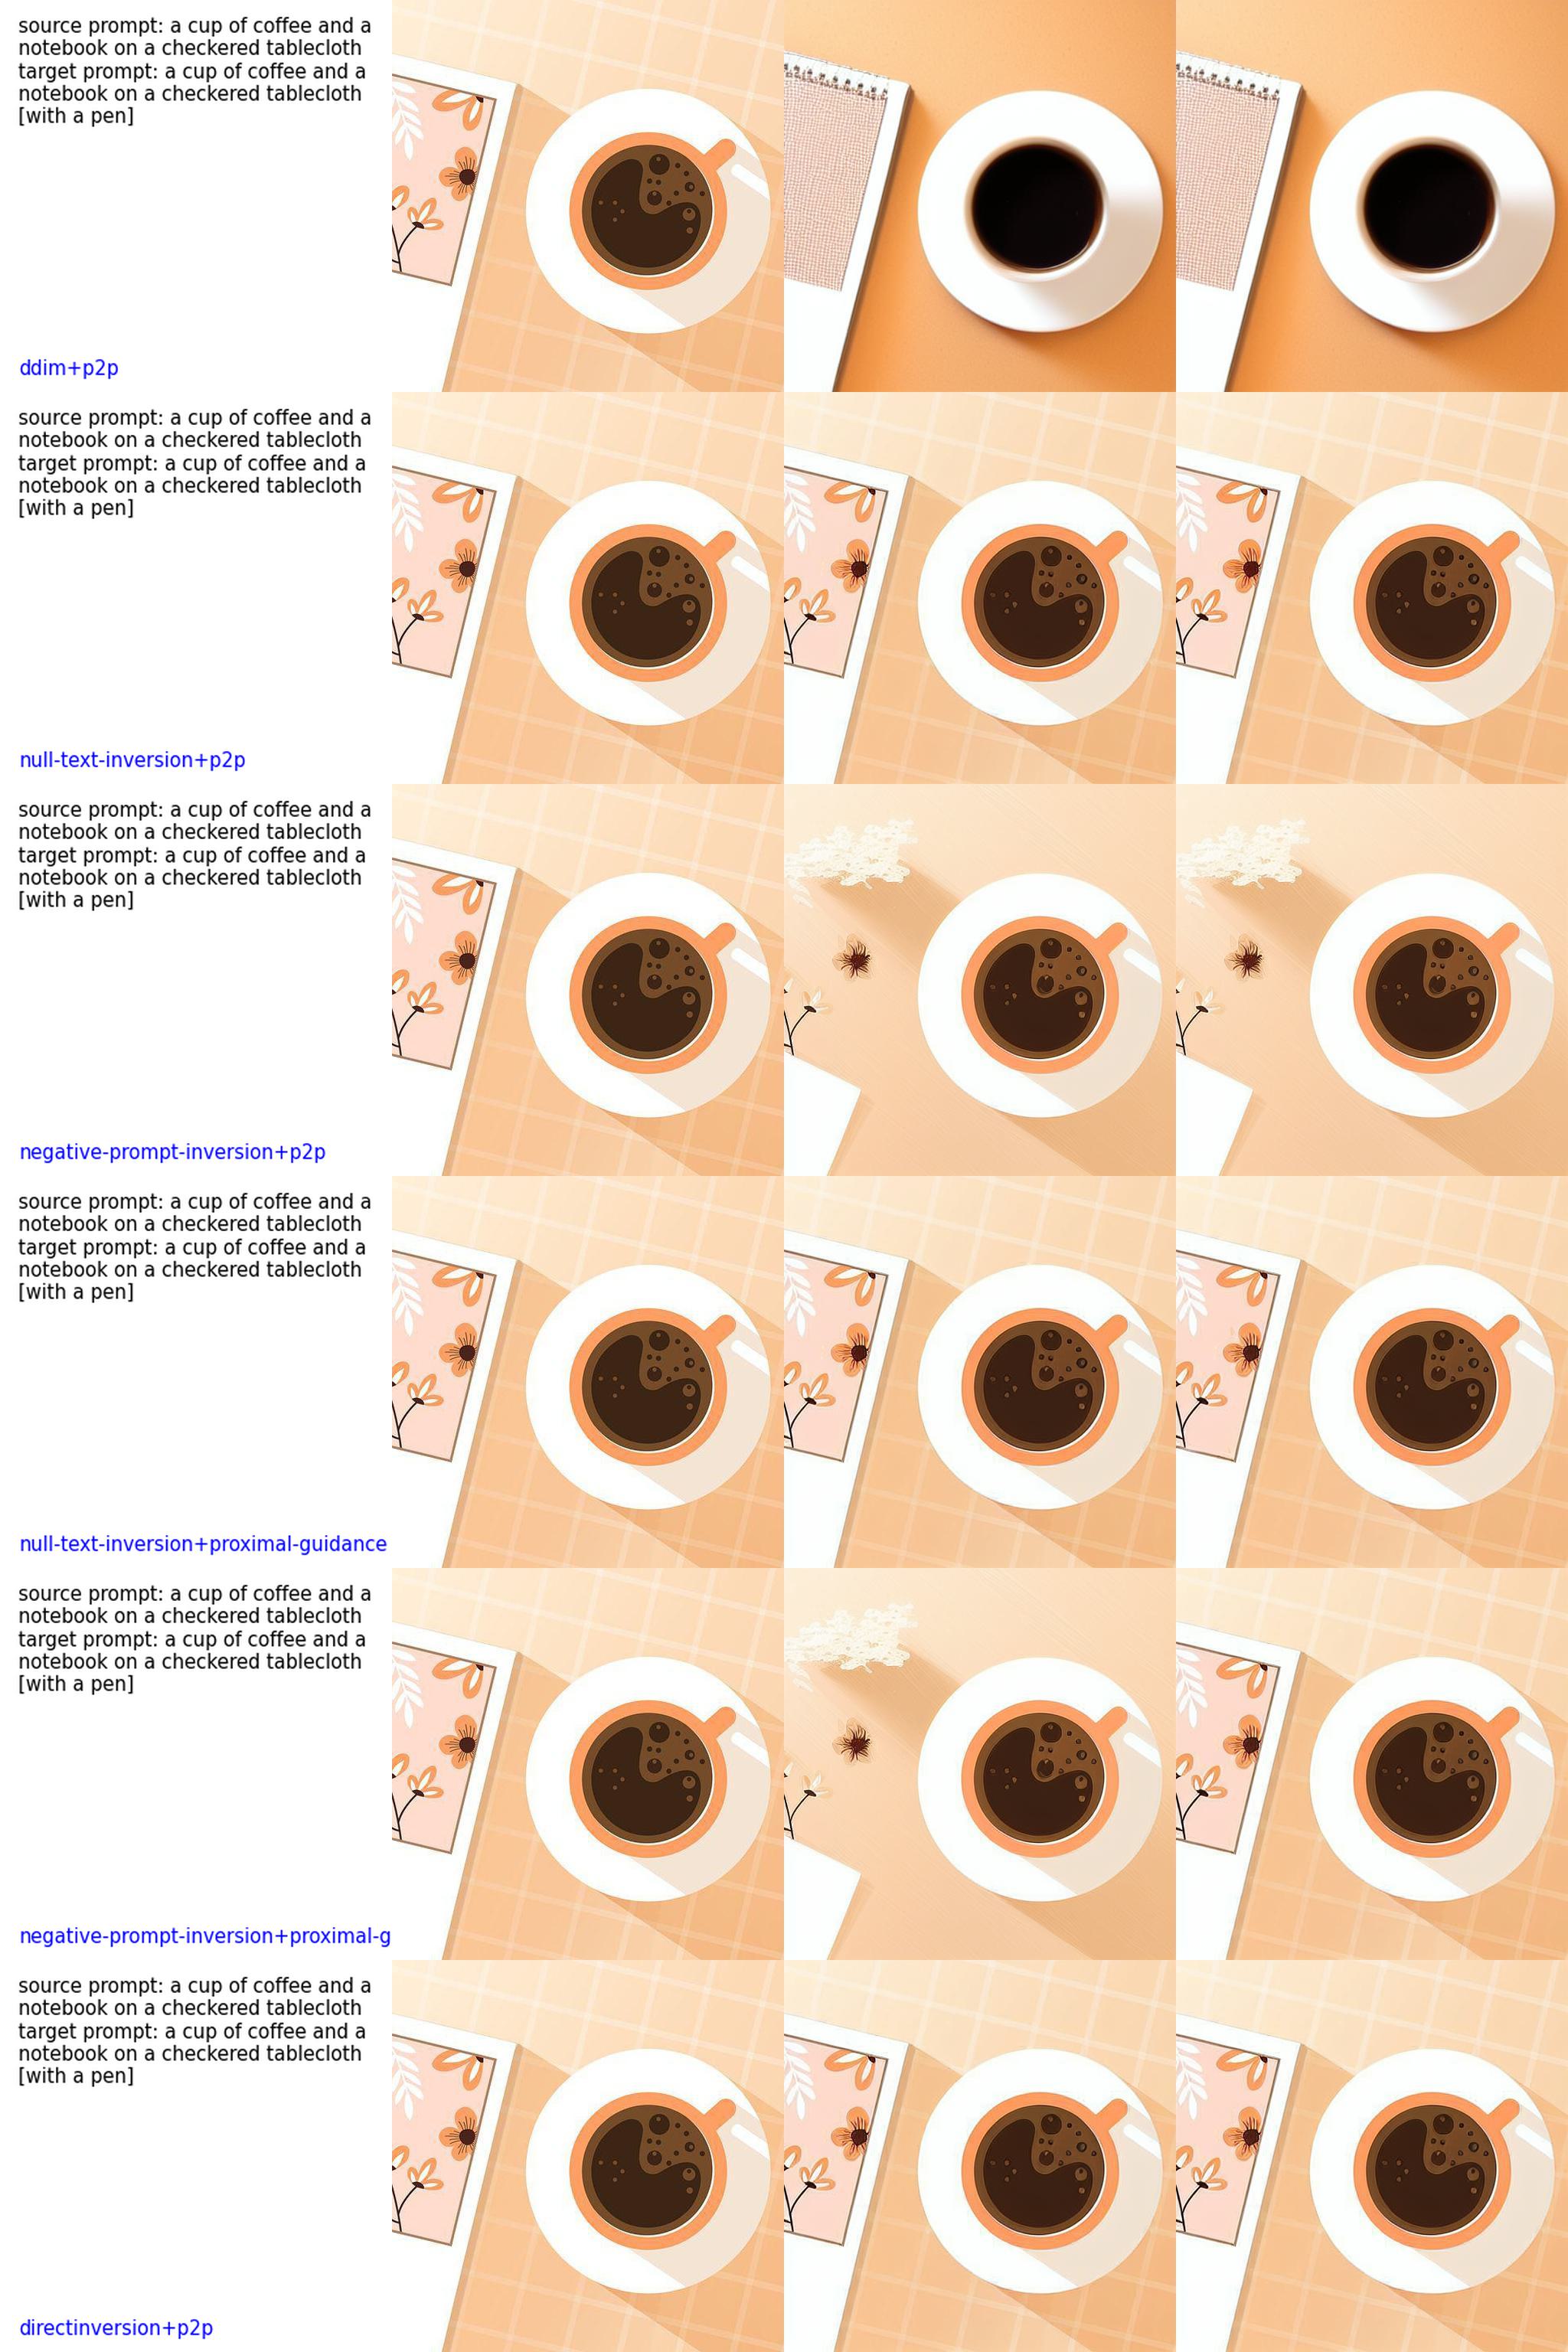 source prompt: a cup of coffee and a
notebook on a checkered tablecloth
target prompt: a cup of coffee and a
notebook on a checkered tablecloth
[with a pen]
ddim+p2p
source prompt: a cup of coffee and a
notebook on a checkered tablecloth
target prompt: a cup of coffee and a
notebook on a checkered tablecloth
[with a pen]
null-text-inversion+p2p
source prompt: a cup of coffee and a
notebook on a checkered tablecloth
target prompt: a cup of coffee and a
notebook on a checkered tablecloth
[with a pen]
negative-prompt-inversion+p2p
source prompt: a cup of coffee and a
notebook on a checkered tablecloth
target prompt: a cup of coffee and a
notebook on a checkered tablecloth
[with a pen]
null-text-inversion+proximal-guidance
source prompt: a cup of coffee and a
notebook on a checkered tablecloth
target prompt: a cup of coffee and a
notebook on a checkered tablecloth
[with a pen]
negative-prompt-inversion+proximal-g
source prompt: a cup of coffee and a
notebook on a checkered tablecloth
target prompt: a cup of coffee and a
notebook on a checkered tablecloth
[with a pen]
directinversion+p2p